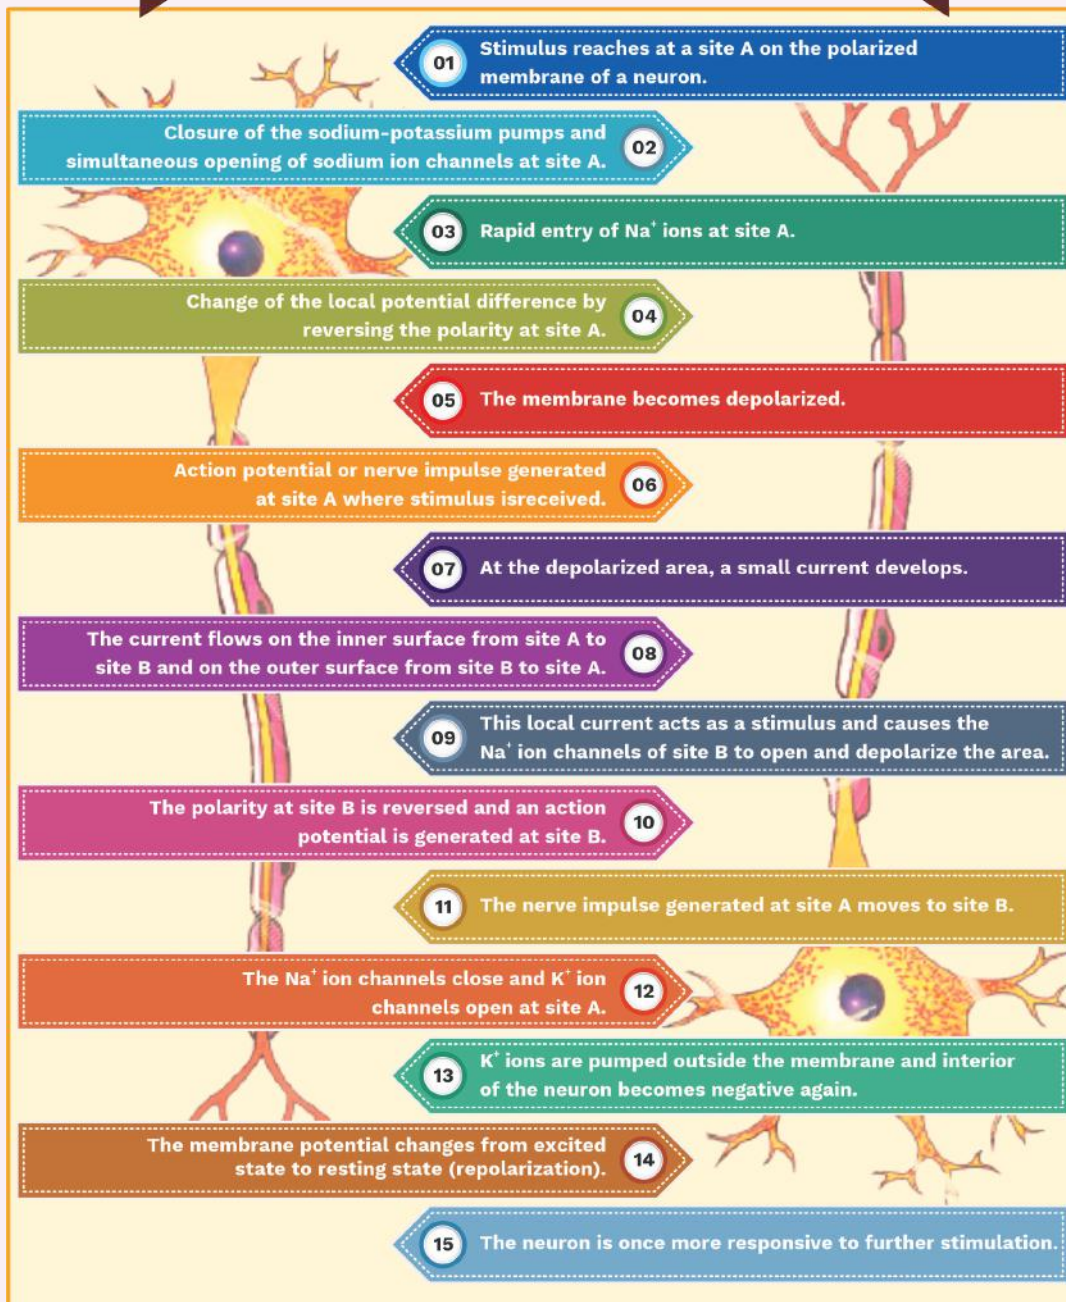 01
Stimulus reaches at a site A on the polarized
membrane of a neuron.
Closure of the sodium-potassium pumps and
simultaneous opening of sodium ion channels at site A.
02
03
Rapid entry of Na⁺ ions at site A.
Change of the local potential difference by
reversing the polarity at site A.
04
05
The membrane becomes depolarized.
Action potential or nerve impulse generated
at site A where stimulus isreceived.
06
07
At the depolarized area, a small current develops.
The current flows on the inner surface from site A to
site B and on the outer surface from site B to site A.
08
09
This local current acts as a stimulus and causes the
Na⁺ ion channels of site B to open and depolarize the area.
The polarity at site B is reversed and an action
potential is generated at site B.
10
11
The nerve impulse generated at site A moves to site B.
The Na⁺ ion channels close and K⁺ ion
channels open at site A.
12
13
K⁺ ions are pumped outside the membrane and interior
of the neuron becomes negative again.
The membrane potential changes from excited
state to resting state (repolarization).
14
15
The neuron is once more responsive to further stimulation.